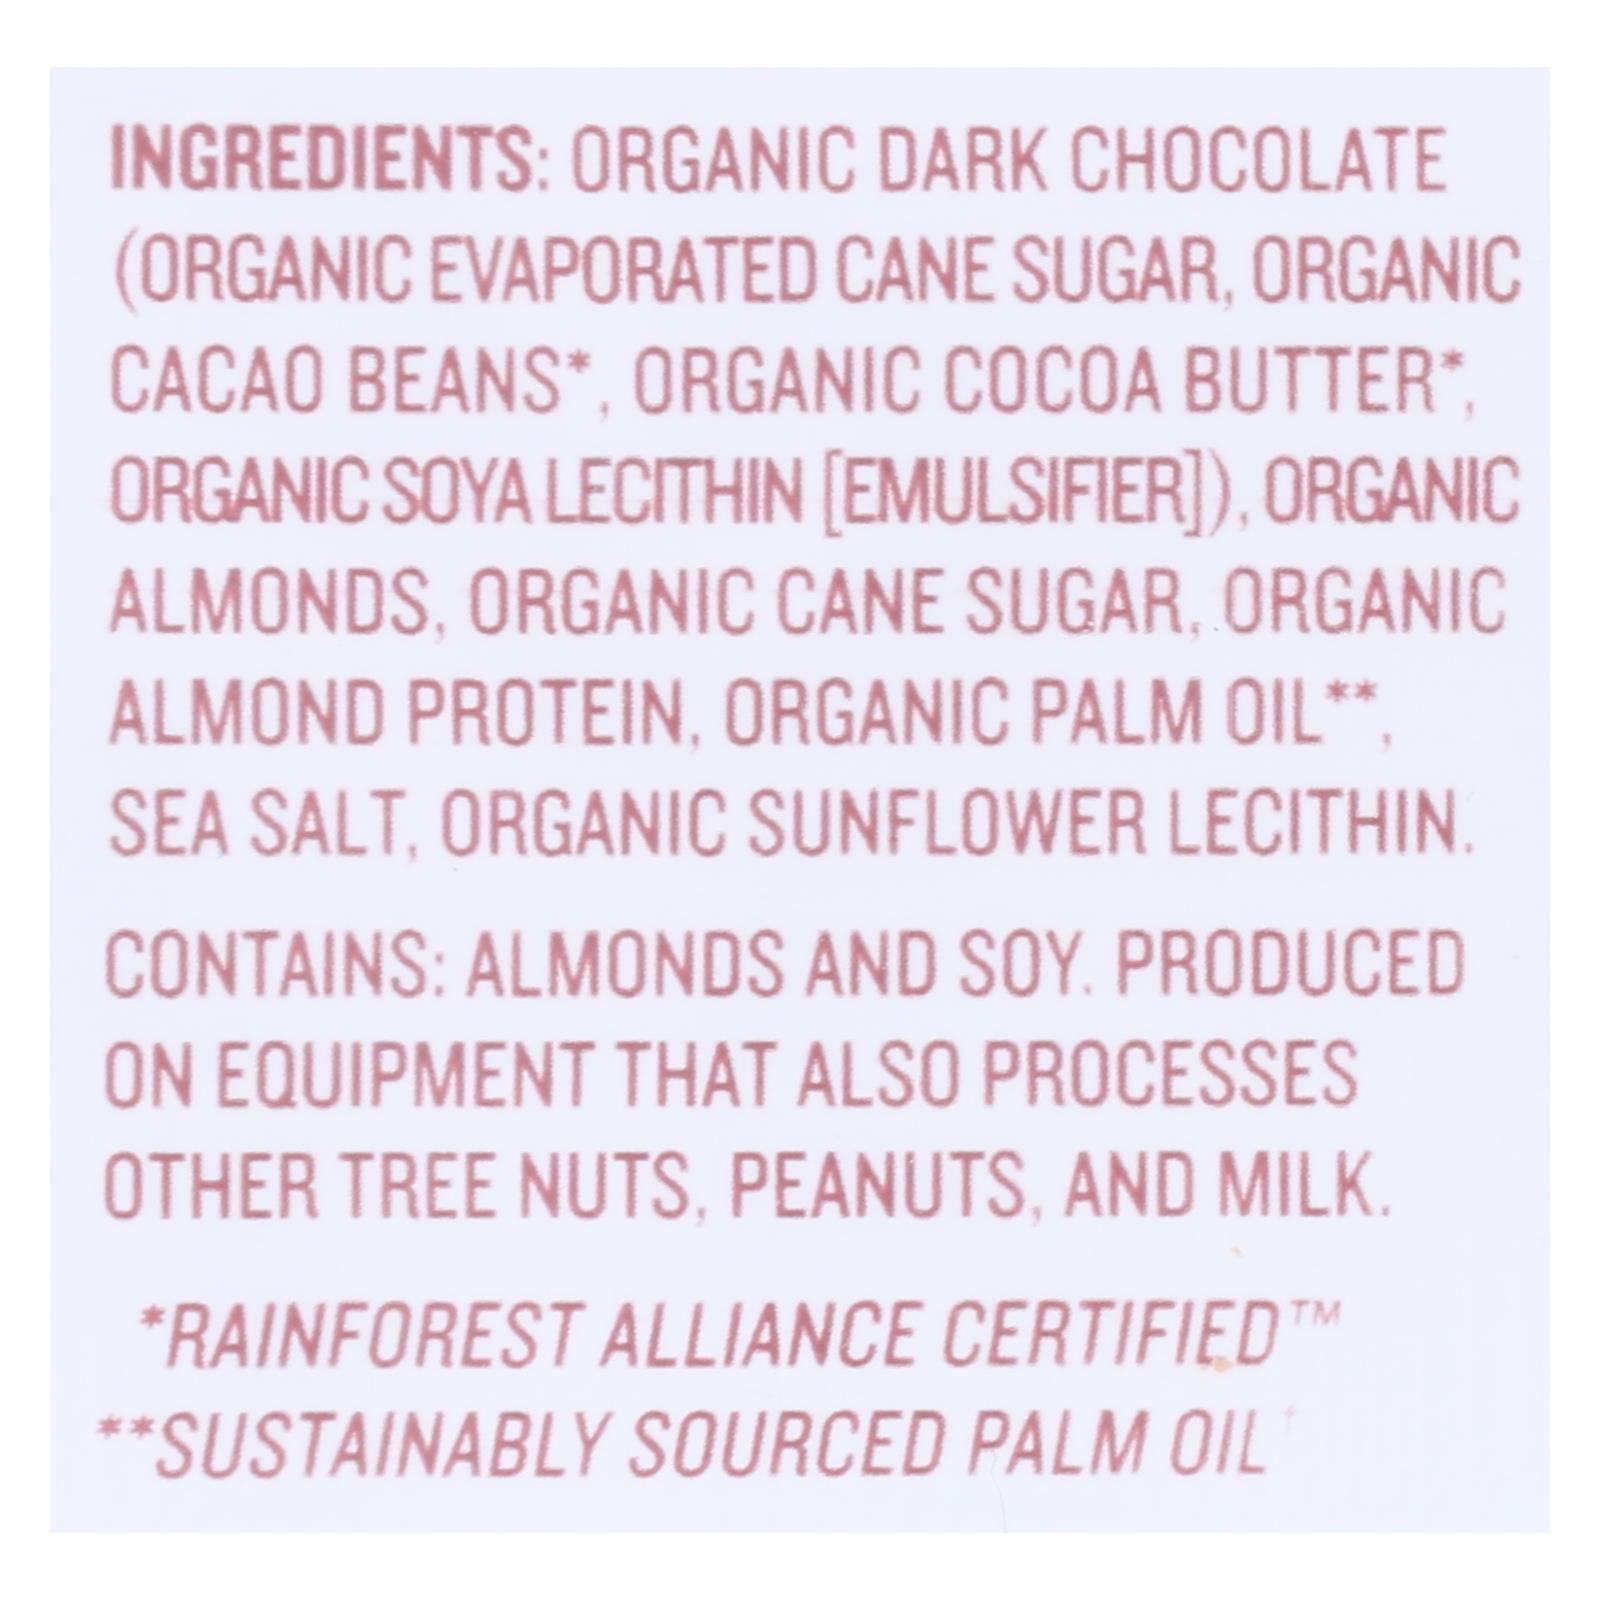 INGREDIENTS: ORGANIC DARK CHOCOLATE
(ORGANIC EVAPORATED CANE SUGAR, ORGANIC
CACAO BEANS*, ORGANIC COCOA BUTTER*,
ORGANIC SOYA LECITHIN [EMULSIFIER]), ORGANIC
ALMONDS, ORGANIC CANE SUGAR, ORGANIC
ALMOND PROTEIN, ORGANIC PALM OIL**,
SEA SALT, ORGANIC SUNFLOWER LECITHIN.
CONTAINS: ALMONDS AND SOY. PRODUCED
ON EQUIPMENT THAT ALSO PROCESSES
OTHER TREE NUTS, PEANUTS, AND MILK.
*RAINFOREST ALLIANCE CERTIFIED™
**SUSTAINABLY SOURCED PALM OIL†